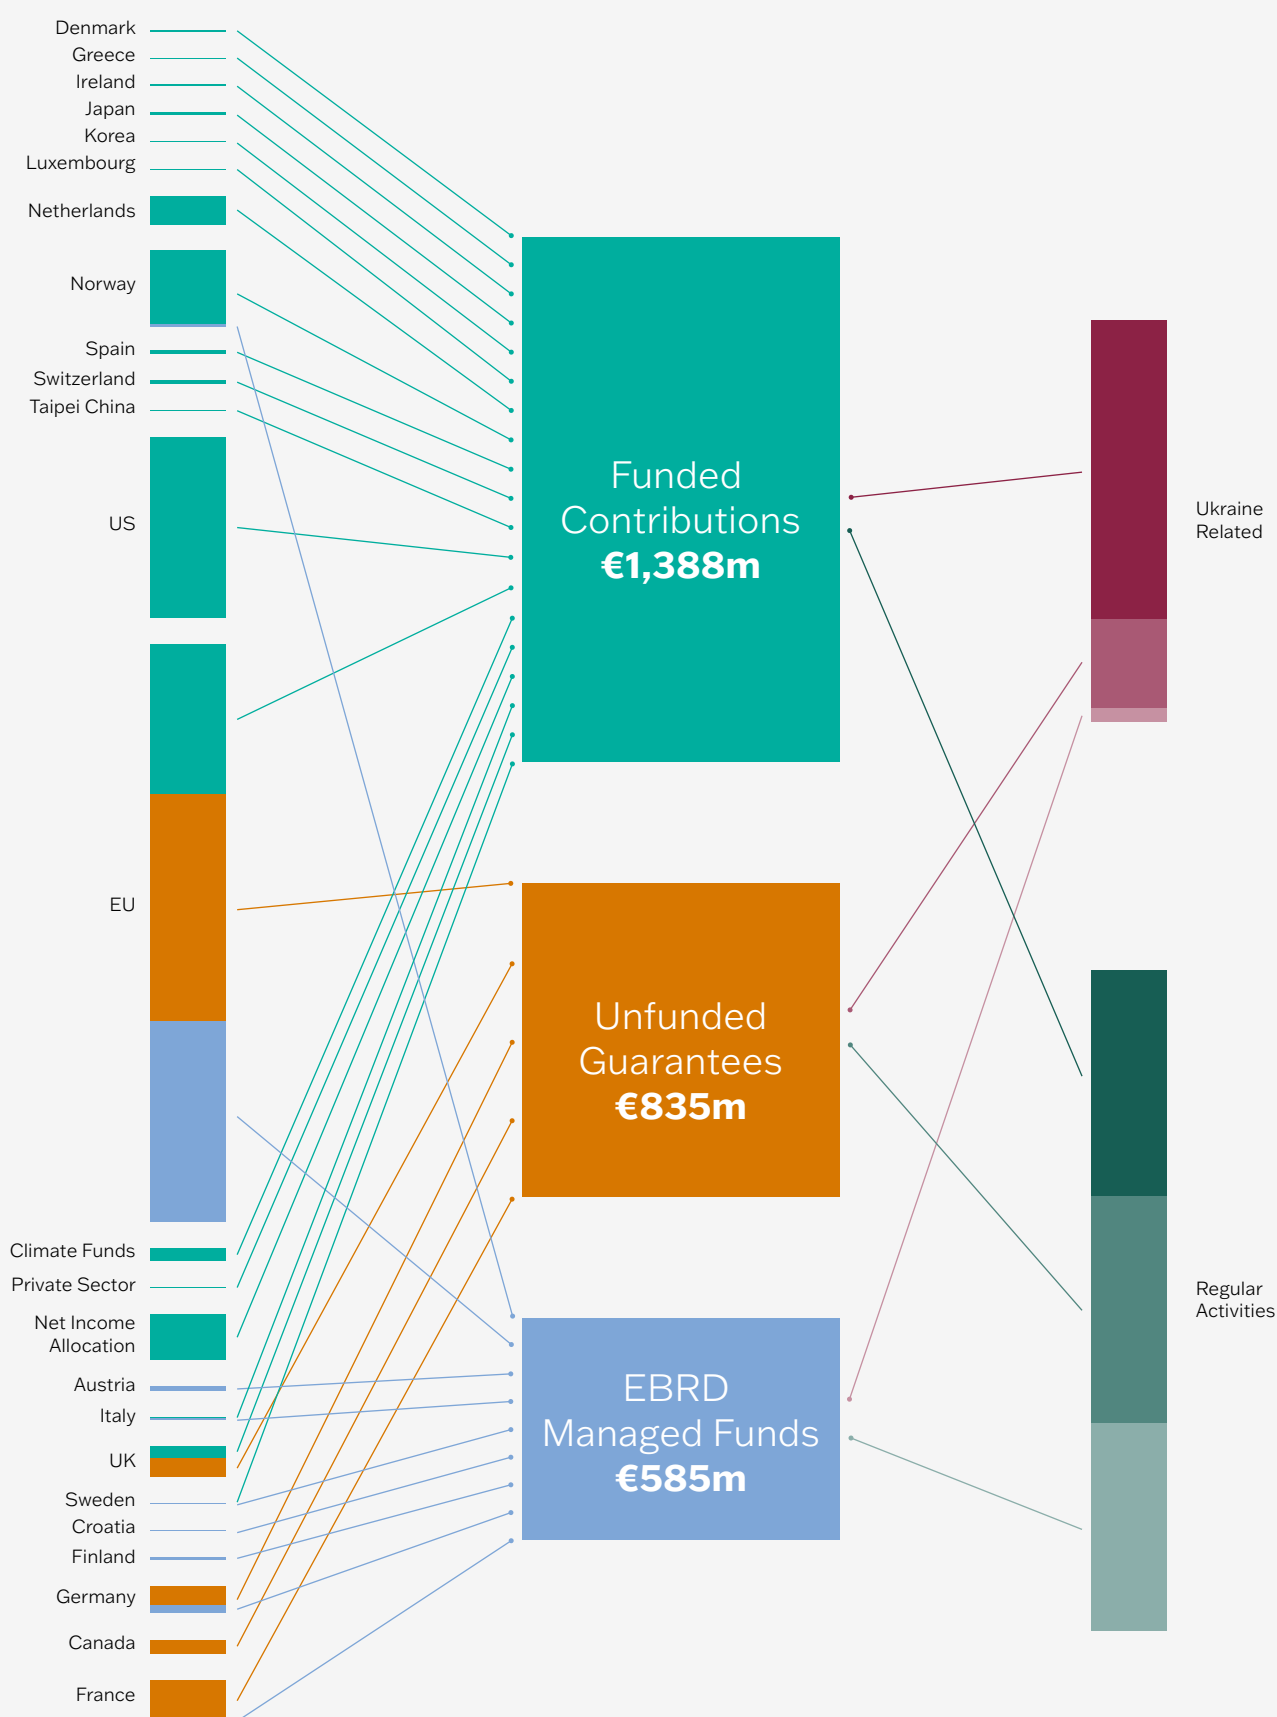 Denmark
Greece
Ireland
Japan
Korea
Luxembourg
Netherlands
Norway
Spain
Switzerland
Taipei China
US
EU
Climate Funds
Private Sector
Net Income
Allocation
Austria
Italy
UK
Sweden
Croatia
Finland
Germany
Canada
France
Funded
Contributions
€1,388m
Unfunded
Guarantees
€835m
EBRD
Managed Funds
€585m
Ukraine
Related
Regular
Activities